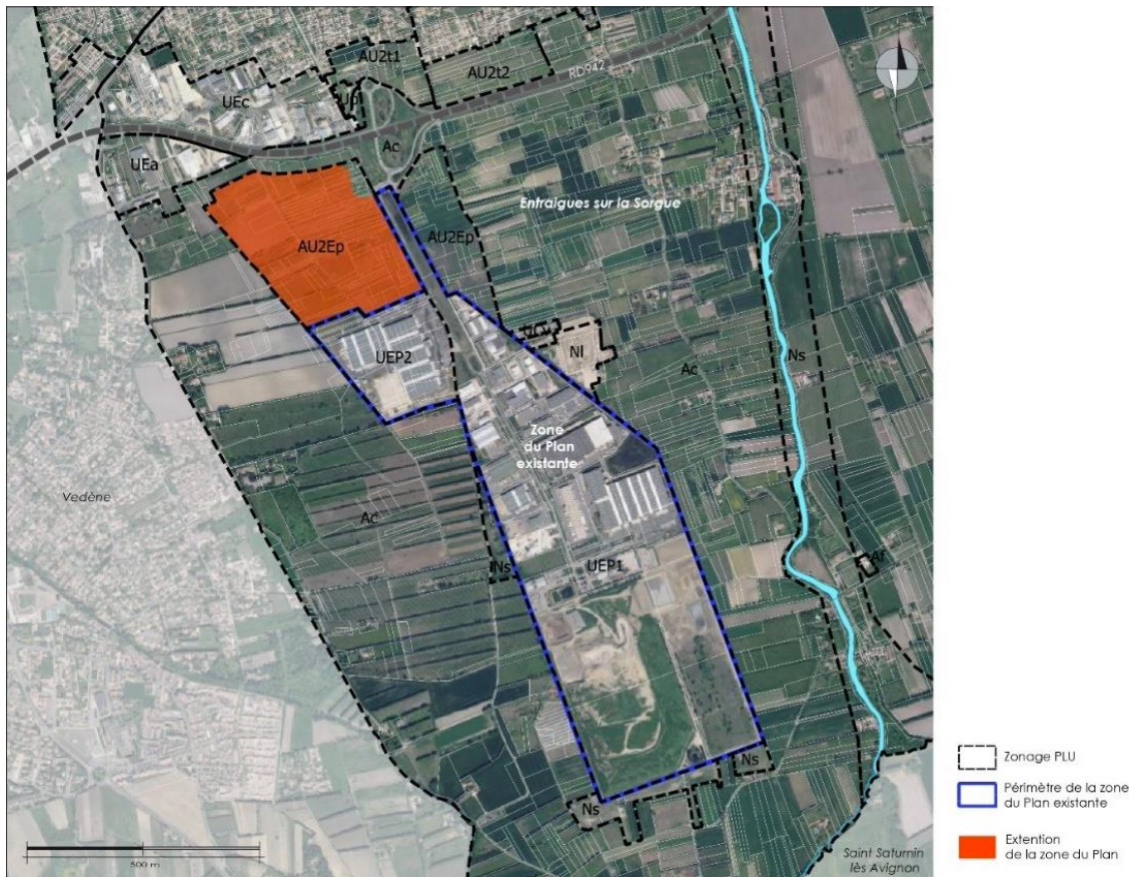 AU2t1
AU2t2
RD942
UEc
Ac
UEa
Entraigues sur la Sorgue
AU2Ep
AU2Ep
UEP2
Nl
Ac
Ns
Zone
du Plan
existante
Vedène
Ac
Af
Ns
UEP1
Ns
Ns
500 m
Saint Saturnin
lès Avignon
Zonage PLU
Périmètre de la zone
du Plan existante
Extention
de la zone du Plan